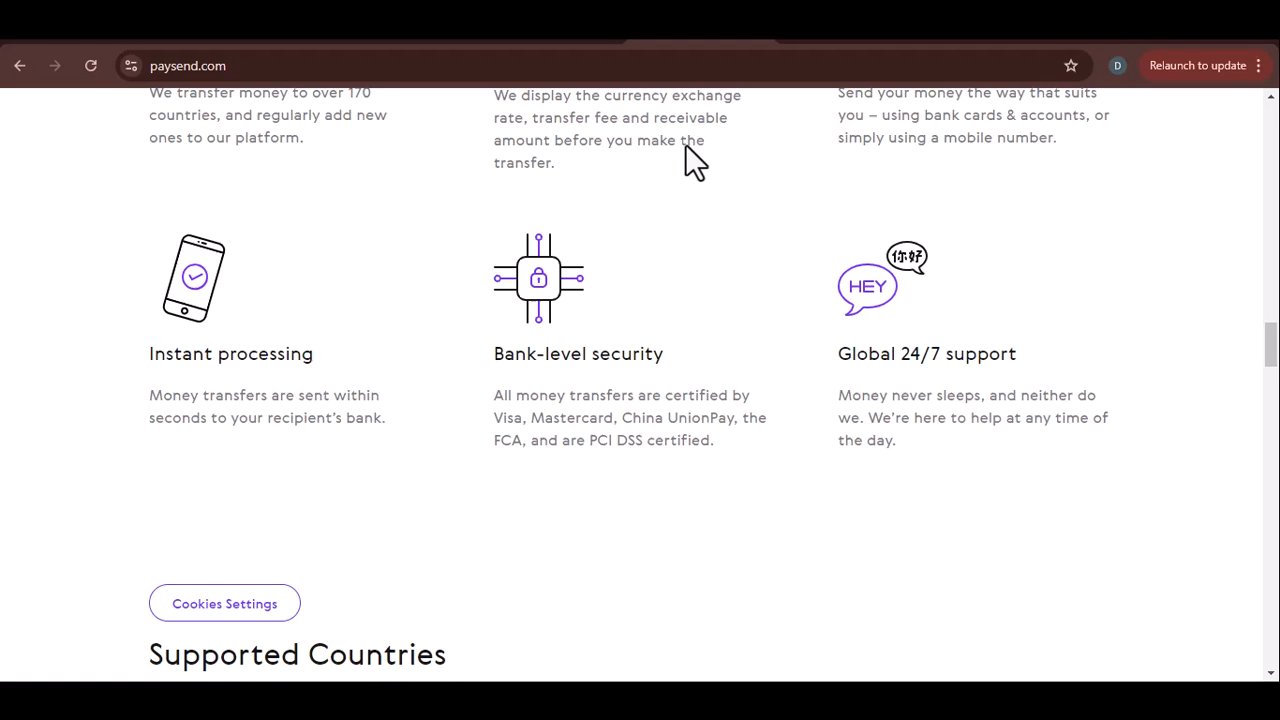 paysend.com
D
Relaunch to update
We transfer money to over 170
countries, and regularly add new
ones to our platform.
We display the currency exchange
rate, transfer fee and receivable
amount before you make the
transfer.
Send your money the way that suits
you – using bank cards & accounts, or
simply using a mobile number.
HEY
你好
Instant processing
Money transfers are sent within
seconds to your recipient's bank.
Bank-level security
All money transfers are certified by
Visa, Mastercard, China UnionPay, the
FCA, and are PCI DSS certified.
Global 24/7 support
Money never sleeps, and neither do
we. We're here to help at any time of
the day.
Cookies Settings
Supported Countries